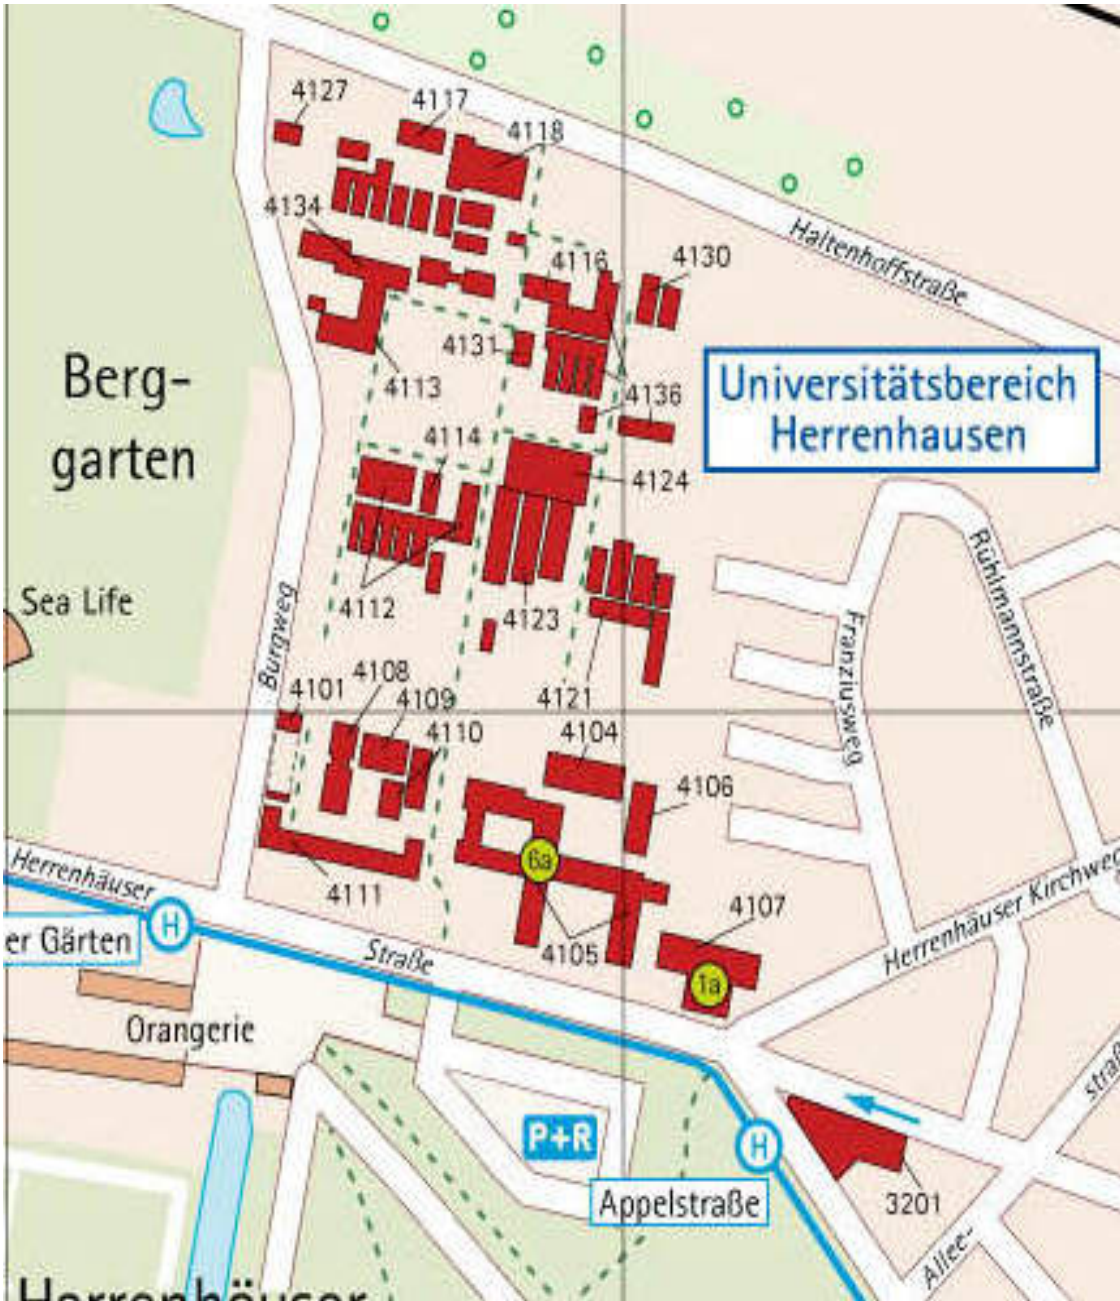 4127
4117
4118
4134
Haltenhoffstraße
4116
4130
4131
4113
4136
Universitätsbereich
Herrenhausen
Berg-
garten
4114
4124
Rühlmannstraße
Sea Life
4112
4123
Burgweg
Franziusweg
4121
4101
4108
4109
4110
4104
4106
Herrenhäuser
6a
4111
4107
Herrenhäuser Kirchweg
er Gärten
H
Straße
4105
1a
Orangerie
straß
P+R
H
Appelstraße
3201
Allee-
Herrenhäuser